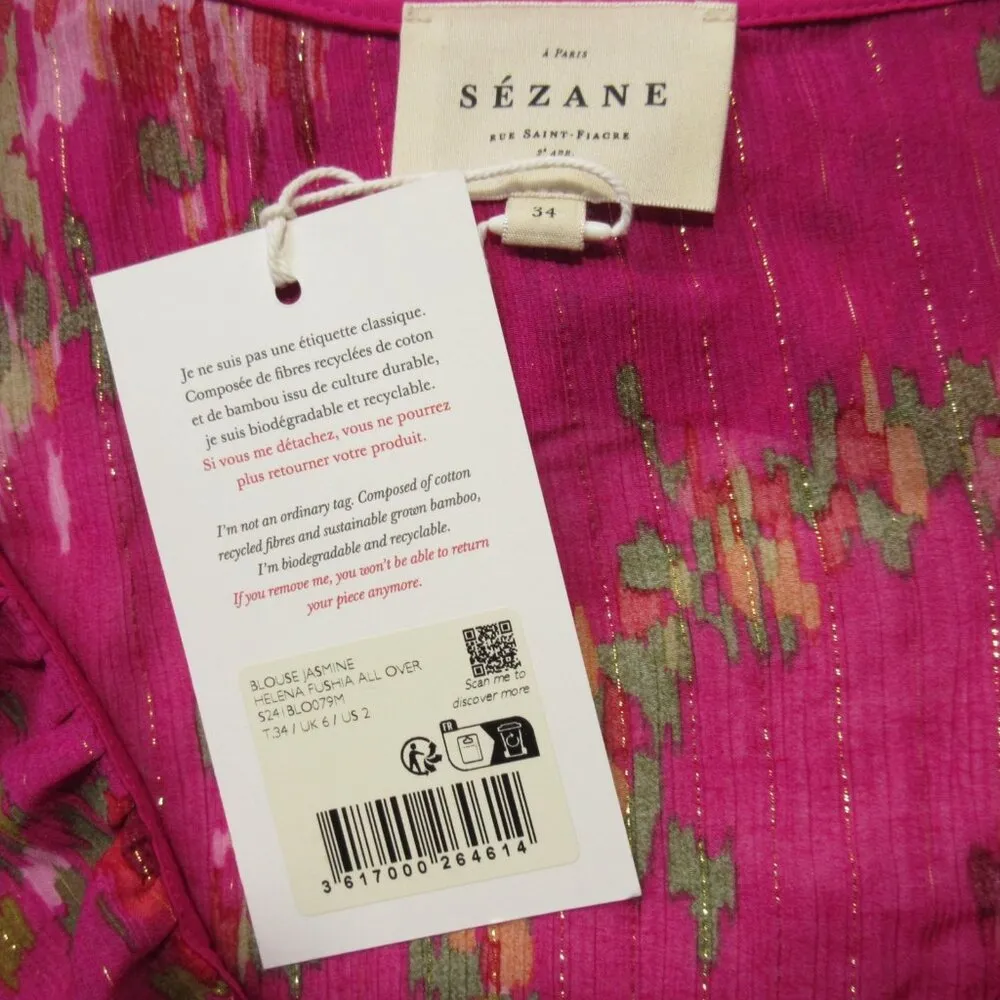 À PARIS
SÉZANE
RUE SAINT-FIACRE
2e ARR.
34
Je ne suis pas une étiquette classique.
Composée de fibres recyclées de coton
et de bambou issu de culture durable,
je suis biodégradable et recyclable.
Si vous me détachez, vous ne pourrez
plus retourner votre produit.
I'm not an ordinary tag. Composed of cotton
recycled fibres and sustainable grown bamboo,
I'm biodegradable and recyclable.
If you remove me, you won't be able to return
your piece anymore.
BLOUSE JASMINE
HELENA FUSHIA ALL OVER
S241BLO079M
T.34 / UK 6 / US 2
Scan me to
discover more
FR
3 617000 264614